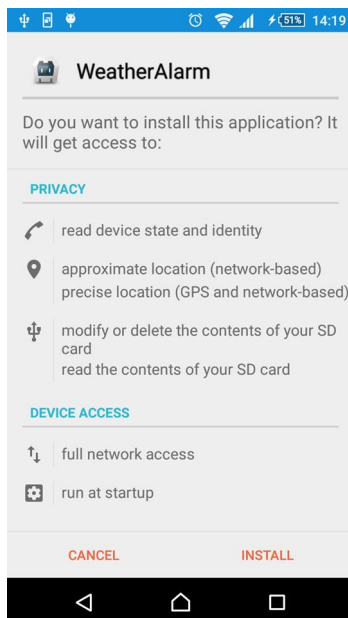 51% 14:19
WeatherAlarm
Do you want to install this application? It
will get access to:
PRIVACY
read device state and identity
approximate location (network-based)
precise location (GPS and network-based)
modify or delete the contents of your SD
card
read the contents of your SD card
DEVICE ACCESS
full network access
run at startup
CANCEL INSTALL